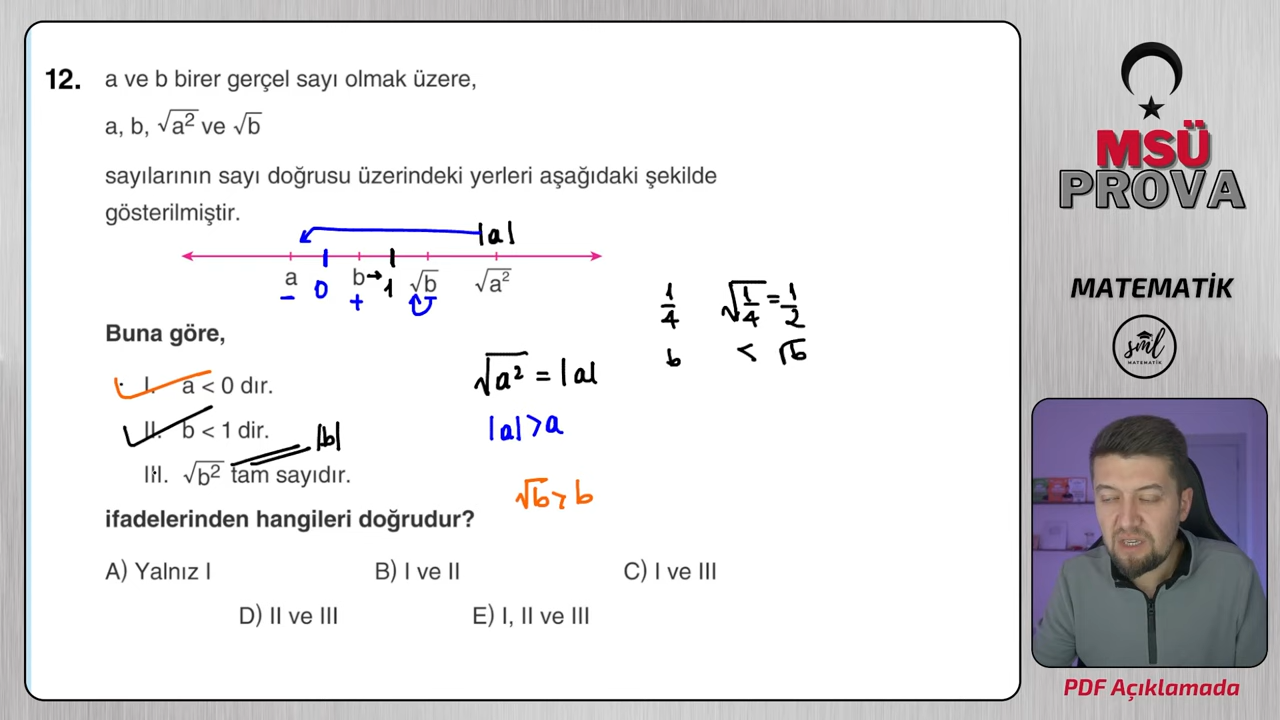 12. a ve b birer gerçel sayı olmak üzere,
a, b, √a² ve √b
sayılarının sayı doğrusu üzerindeki yerleri aşağıdaki şekilde
gösterilmiştir.
|a|
a b → √b √a²
− 0 + 1
Buna göre,
I. a < 0 dır.
II. b < 1 dir.
|b|
III. √b² tam sayıdır.
ifadelerinden hangileri doğrudur?
A) Yalnız I B) I ve II C) I ve III
D) II ve III E) I, II ve III
√a² = |a|
|a| > a
√b > b
1/4 √1/4 = 1/2
b < √b
MSÜ
PROVA
MATEMATİK
sml
MATEMATİK
PDF Açıklamada